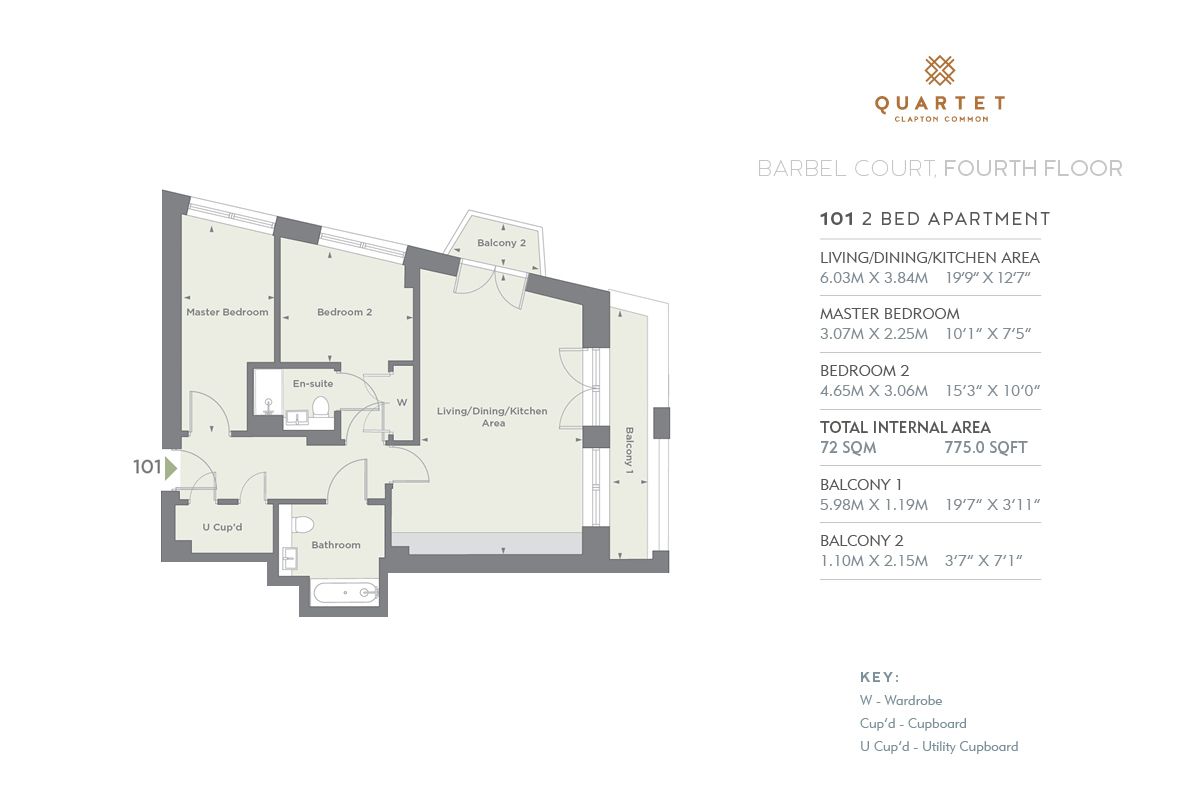 QUARTET
CLAPTON COMMON
BARBEL COURT, FOURTH FLOOR
101 2 BED APARTMENT
LIVING/DINING/KITCHEN AREA
6.03M X 3.84M 19'9" X 12'7"
MASTER BEDROOM
3.07M X 2.25M 10'1" X 7'5"
BEDROOM 2
4.65M X 3.06M 15'3" X 10'0"
TOTAL INTERNAL AREA
72 SQM 775.0 SQFT
BALCONY 1
5.98M X 1.19M 19'7" X 3'11"
BALCONY 2
1.10M X 2.15M 3'7" X 7'1"
Balcony 2
Master Bedroom
Bedroom 2
En-suite
W
Living/Dining/Kitchen
Area
Balcony 1
101
U Cup'd
Bathroom
KEY:
W - Wardrobe
Cup'd - Cupboard
U Cup'd - Utility Cupboard